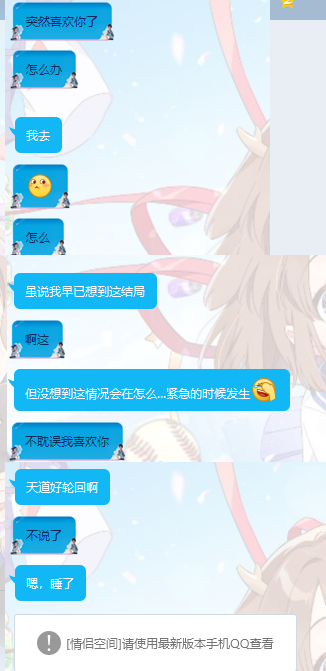 突然喜欢你了
怎么办
我去
怎么
虽说我早已想到这结局
啊这
但没想到这情况会在怎么...紧急的时候发生
不耽误我喜欢你
天道好轮回啊
不说了
嗯，睡了
[情侣空间]请使用最新版本手机QQ查看